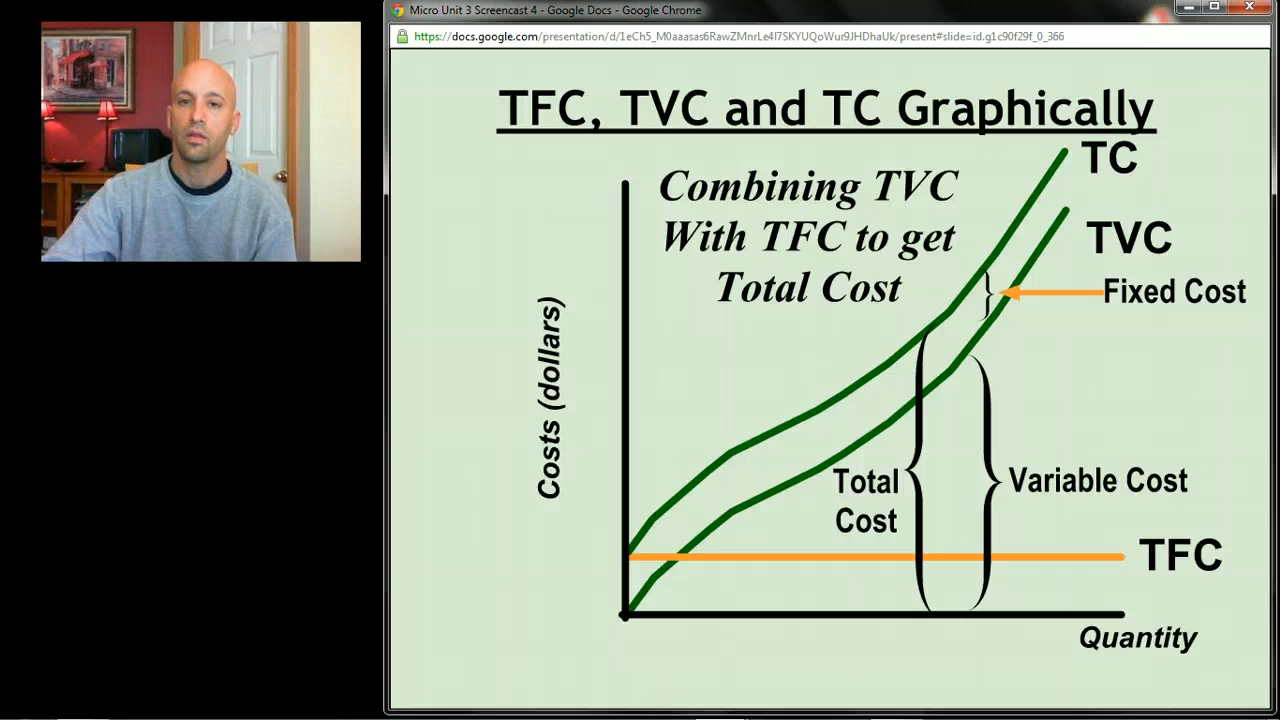 Micro Unit 3 Screencast 4 - Google Docs - Google Chrome
https://docs.google.com/presentation/d/1eCh5_M0aaasas6RawZMnrLe4I7SKYUQoWur9JHDhaUk/present#slide=id.g1c90f29f_0_366
TFC, TVC and TC Graphically
TC
Combining TVC
With TFC to get
Total Cost
TVC
Fixed Cost
Costs (dollars)
Total
Cost
Variable Cost
TFC
Quantity